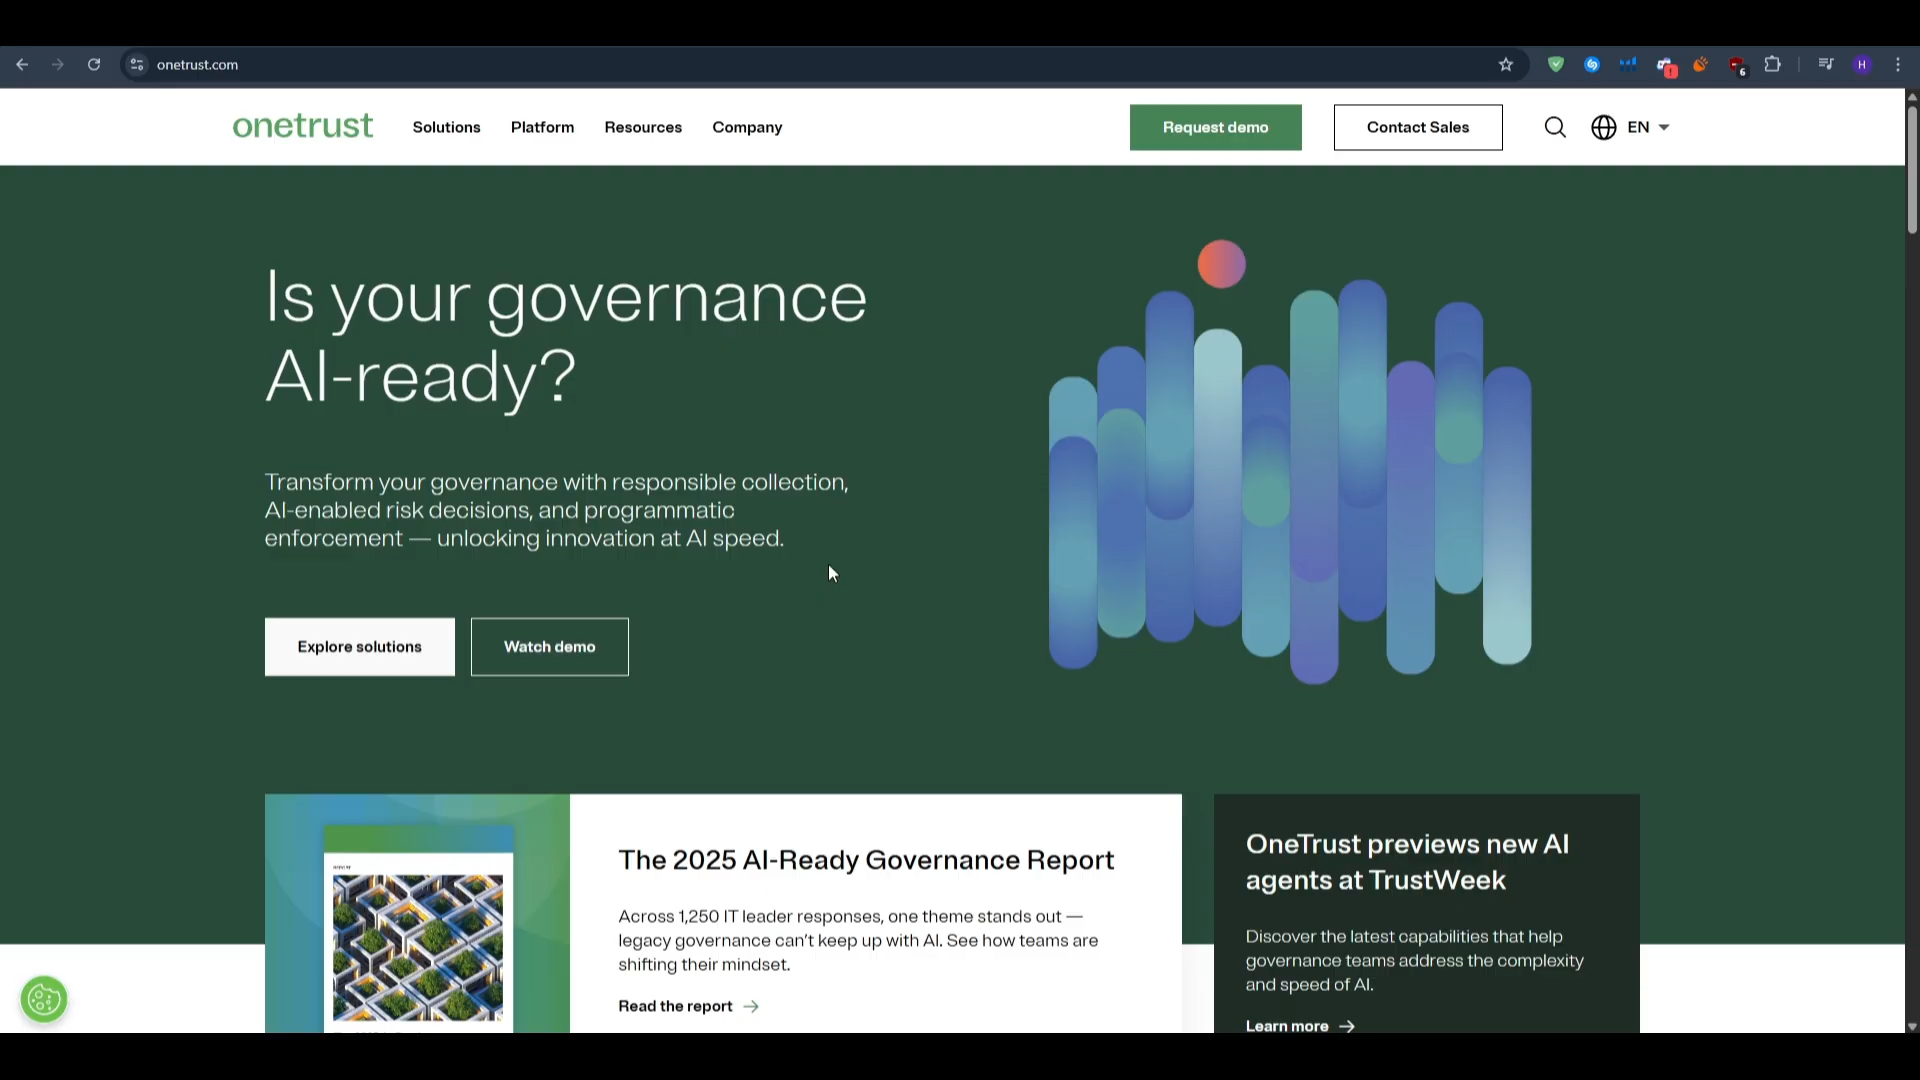 onetrust.com
6
H
onetrust
Solutions
Platform
Resources
Company
Request demo
Contact Sales
EN
Is your governance
AI-ready?
Transform your governance with responsible collection,
AI-enabled risk decisions, and programmatic
enforcement — unlocking innovation at AI speed.
Explore solutions
Watch demo
The 2025 AI-Ready Governance Report
Across 1,250 IT leader responses, one theme stands out —
legacy governance can't keep up with AI. See how teams are
shifting their mindset.
Read the report
OneTrust previews new AI
agents at TrustWeek
Discover the latest capabilities that help
governance teams address the complexity
and speed of AI.
Learn more